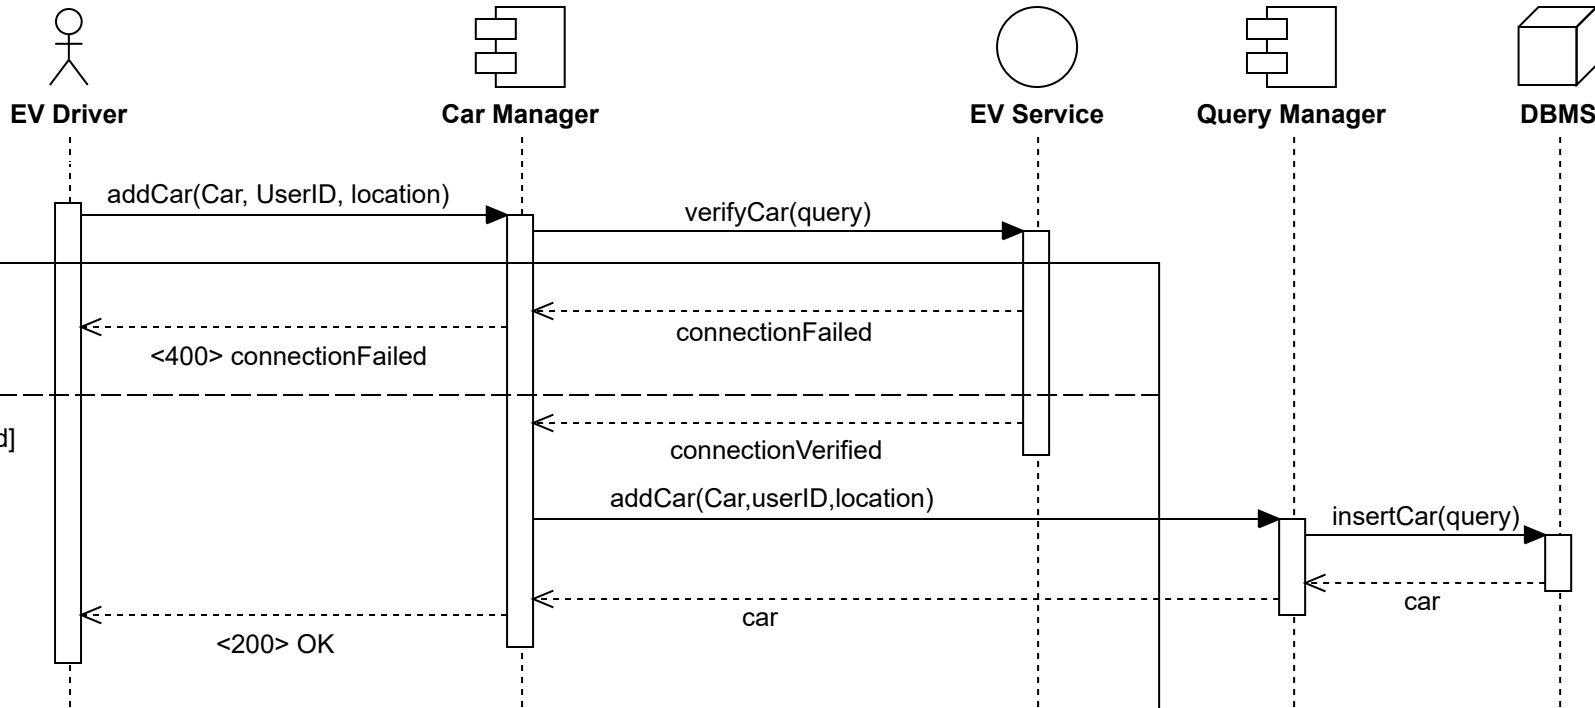 EV Driver
Car Manager
EV Service
Query Manager
DBMS
addCar(Car, UserID, location)
verifyCar(query)
connectionFailed
<400> connectionFailed
d]
connectionVerified
addCar(Car,userID,location)
insertCar(query)
car
car
<200> OK